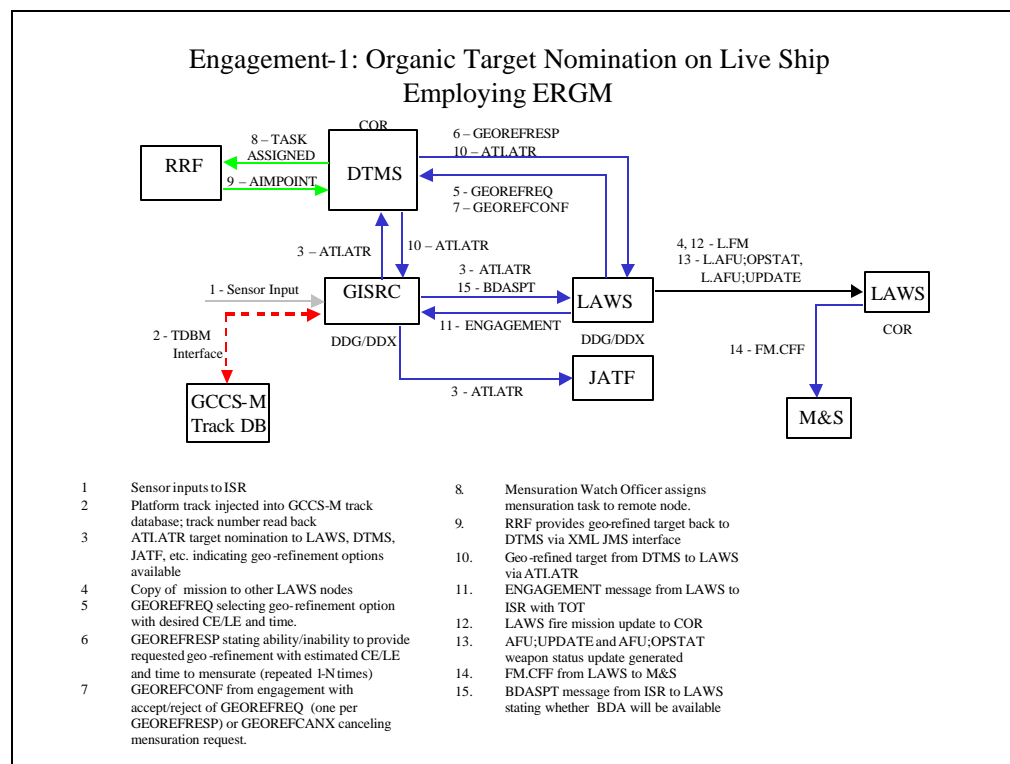 Engagement-1: Organic Target Nomination on Live Ship
Employing ERGM
COR
8 – TASK
ASSIGNED
RRF
9 – AIMPOINT
DTMS
6 – GEOREFRESP
10 – ATI.ATR
5 - GEOREFREQ
7 – GEOREFCONF
3 – ATI.ATR
10 – ATI.ATR
4, 12 - L.FM
13 - L.AFU;OPSTAT,
L.AFU;UPDATE
1 - Sensor Input
GISRC
DDG/DDX
3 - ATI.ATR
15 - BDASPT
11- ENGAGEMENT
LAWS
DDG/DDX
LAWS
COR
2 - TDBM
Interface
GCCS-M
Track DB
3 - ATI.ATR
JATF
14 - FM.CFF
M&S
1 Sensor inputs to ISR
2 Platform track injected into GCCS-M track
database; track number read back
3 ATI.ATR target nomination to LAWS, DTMS,
JATF, etc. indicating geo-refinement options
available
4 Copy of mission to other LAWS nodes
5 GEOREFREQ selecting geo-refinement option
with desired CE/LE and time.
6 GEOREFRESP stating ability/inability to provide
requested geo-refinement with estimated CE/LE
and time to mensurate (repeated 1-N times)
7 GEOREFCONF from engagement with
accept/reject of GEOREFREQ (one per
GEOREFRESP) or GEOREFCANX canceling
mensuration request.
8. Mensuration Watch Officer assigns
mensuration task to remote node.
9. RRF provides geo-refined target back to
DTMS via XML JMS interface
10. Geo-refined target from DTMS to LAWS
via ATI.ATR
11. ENGAGEMENT message from LAWS to
ISR with TOT
12. LAWS fire mission update to COR
13. AFU;UPDATE and AFU;OPSTAT
weapon status update generated
14. FM.CFF from LAWS to M&S
15. BDASPT message from ISR to LAWS
stating whether BDA will be available